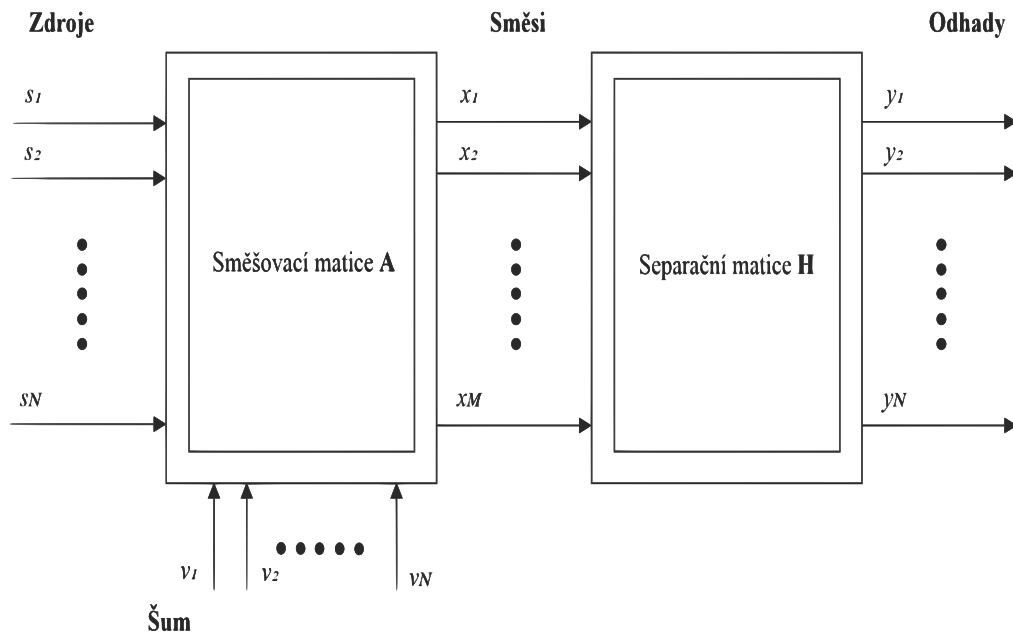 Zdroje
Směsi
Odhady
s1
x1
y1
s2
x2
y2
Směšovací matice A
Separační matice H
sN
xM
yN
v1
v2
vN
Šum